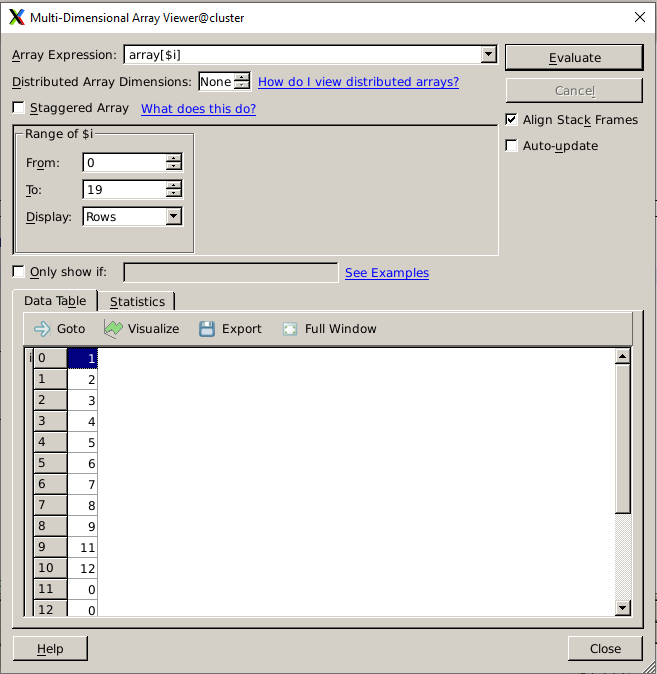 Multi-Dimensional Array Viewer@cluster
Array Expression: array[$i] Evaluate
Distributed Array Dimensions: None How do I view distributed arrays? Cancel
Staggered Array What does this do? Align Stack Frames
Range of $i Auto-update
From: 0
To: 19
Display: Rows
Only show if: See Examples
Data Table Statistics
Goto Visualize Export Full Window
i 0 1
1 2
2 3
3 4
4 5
5 6
6 7
7 8
8 9
9 11
10 12
11 0
12 0
Help Close